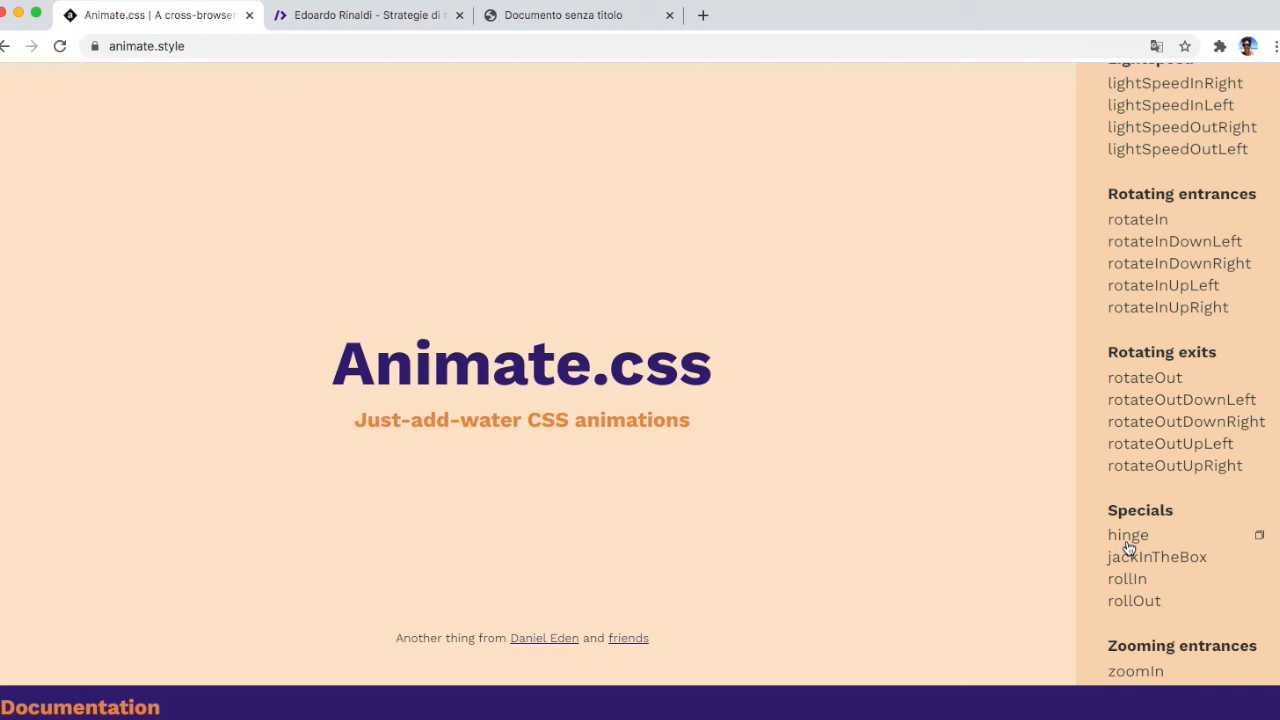 Animate.css | A cross-browser
Edoardo Rinaldi - Strategie di r
Documento senza titolo
animate.style
Lightspeed
lightSpeedInRight
lightSpeedInLeft
lightSpeedOutRight
lightSpeedOutLeft
Rotating entrances
rotateIn
rotateInDownLeft
rotateInDownRight
rotateInUpLeft
rotateInUpRight
Rotating exits
rotateOut
rotateOutDownLeft
rotateOutDownRight
rotateOutUpLeft
rotateOutUpRight
Specials
hinge
jackInTheBox
rollIn
rollOut
Zooming entrances
zoomIn
Animate.css
Just-add-water CSS animations
Another thing from Daniel Eden and friends
Documentation